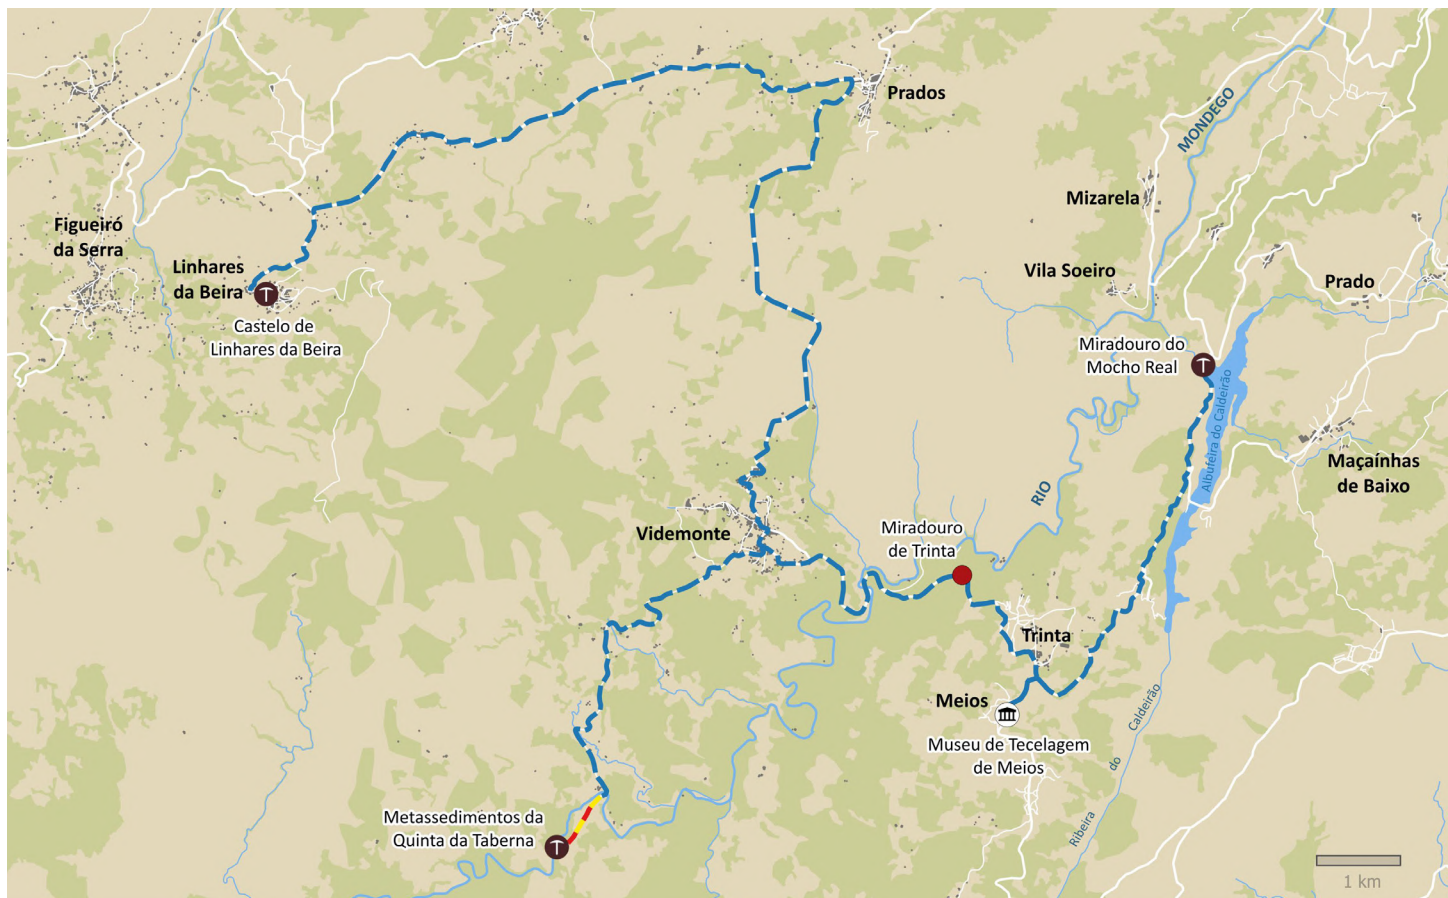 Prados
MONDEGO
Mizarela
Figueiró
da Serra
Linhares
da Beira
Vila Soeiro
Prado
Castelo de
Linhares da Beira
Miradouro do
Mocho Real
Albufeira do Caldeirão
Maçaínhas
de Baixo
RIO
Videmonte
Miradouro
de Trinta
Trinta
Meios
Museu de Tecelagem
de Meios
Ribeira do Caldeirão
Metassedimentos da
Quinta da Taberna
1 km